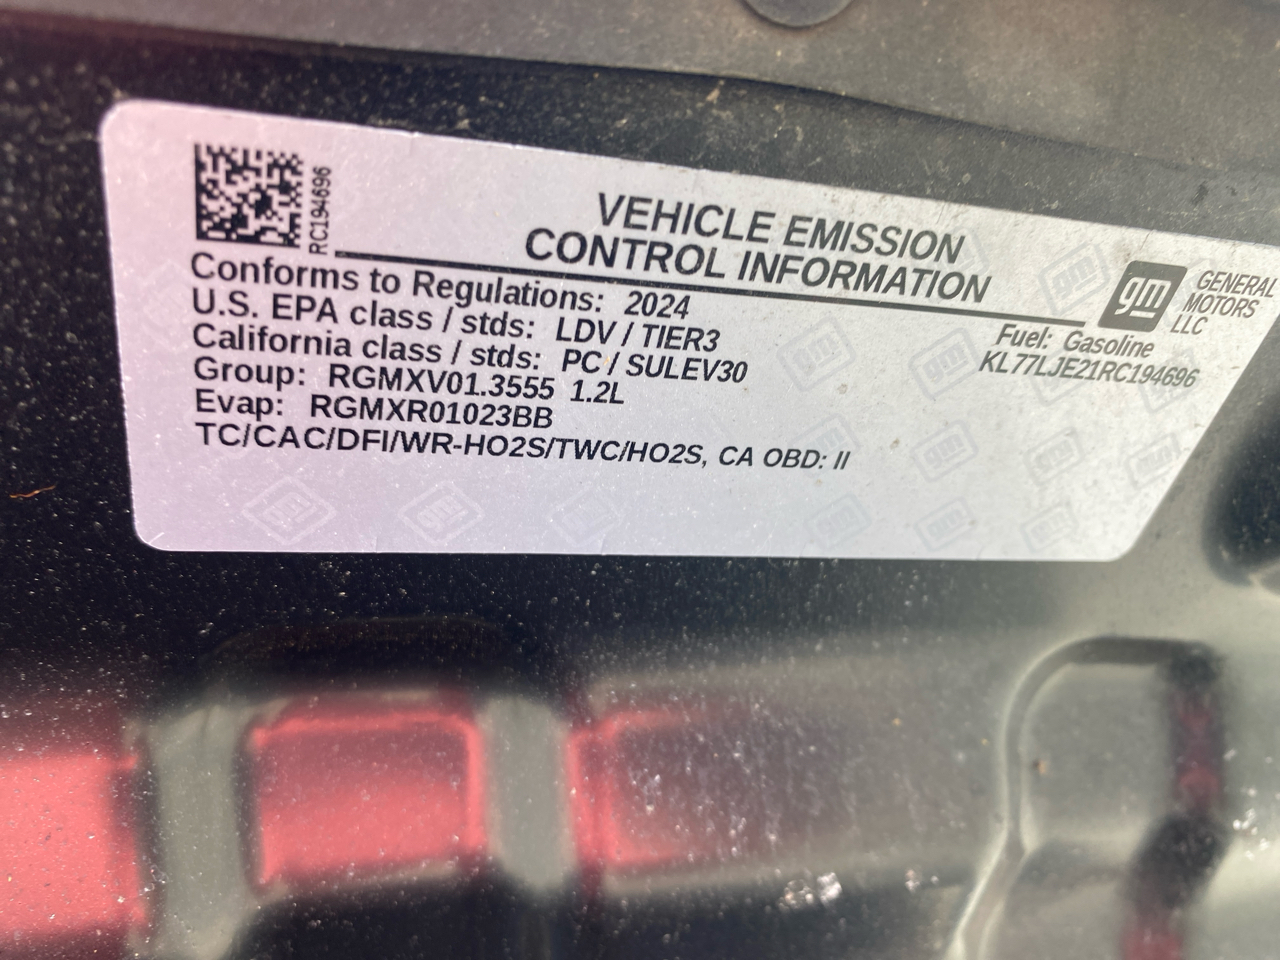 RC194696
VEHICLE EMISSION
CONTROL INFORMATION
gm
GENERAL
MOTORS
LLC
Conforms to Regulations: 2024
Fuel: Gasoline
U.S. EPA class / stds: LDV / TIER3
KL77LJE21RC194696
California class / stds: PC / SULEV30
Group: RGMXV01.3555 1.2L
Evap: RGMXR01023BB
TC/CAC/DFI/WR-HO2S/TWC/HO2S, CA OBD: II